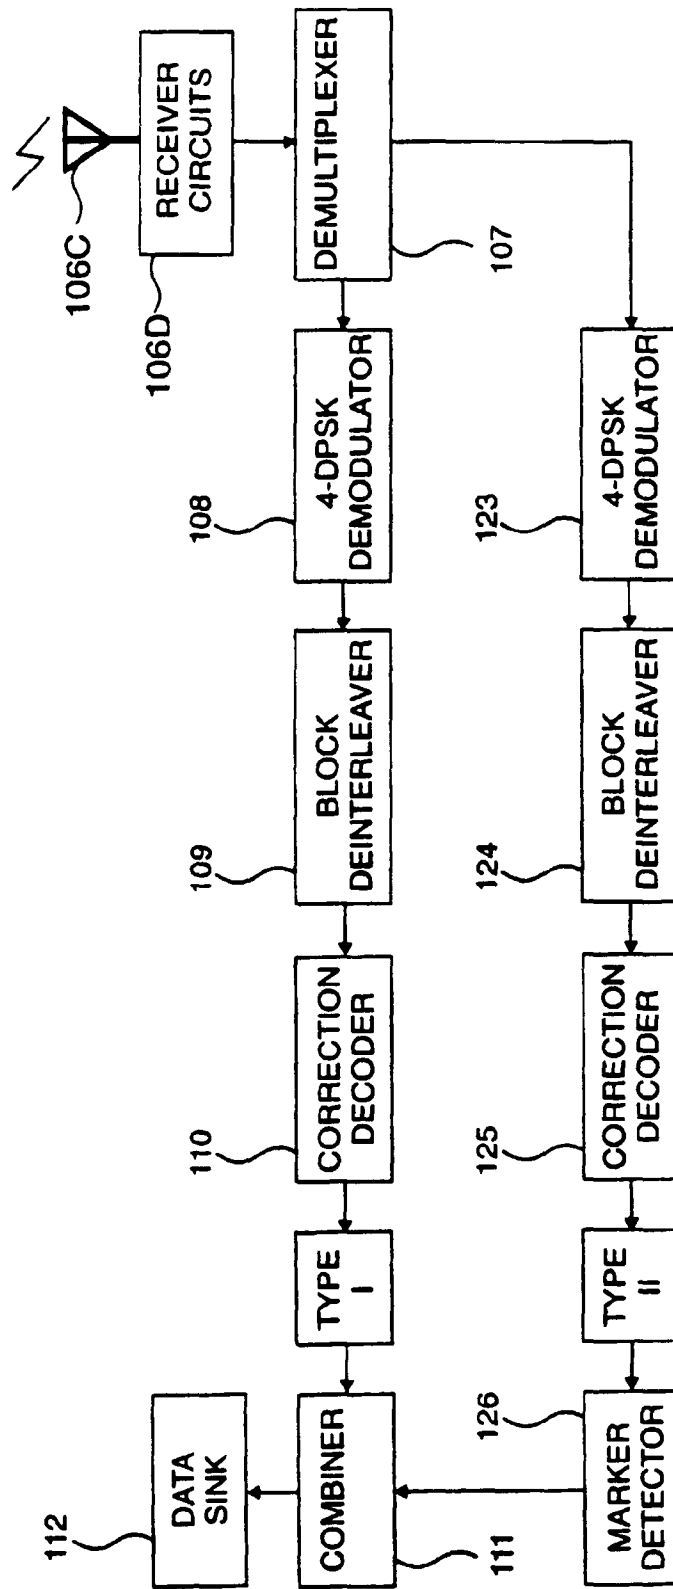 112
DATA
SINK
COMBINER
111
TYPE
I
110
CORRECTION
DECODER
109
BLOCK
DEINTERLEAVER
108
4-DPSK
DEMODULATOR
106C
106D
RECEIVER
CIRCUITS
DEMULTIPLEXER
107
126
MARKER
DETECTOR
TYPE
II
125
CORRECTION
DECODER
124
BLOCK
DEINTERLEAVER
123
4-DPSK
DEMODULATOR